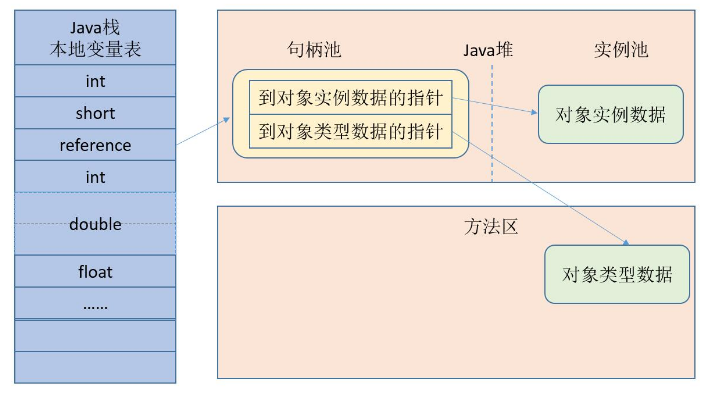 Java栈
本地变量表
int
short
reference
int
double
float
......
句柄池
Java堆
实例池
到对象实例数据的指针
到对象类型数据的指针
对象实例数据
方法区
对象类型数据